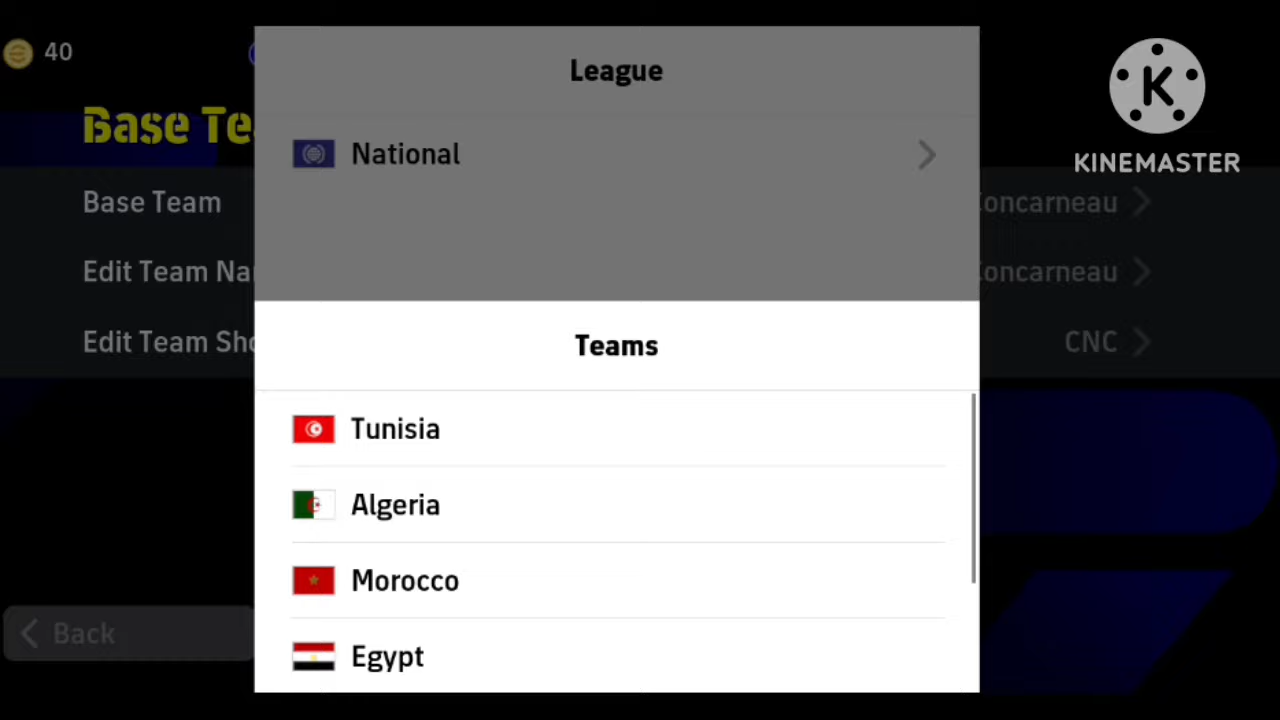 40
League
K
KINEMASTER
Base Te
National
Base Team
oncarneau
Edit Team Na
oncarneau
Edit Team Sho
CNC
Teams
Tunisia
Algeria
Morocco
Egypt
Back